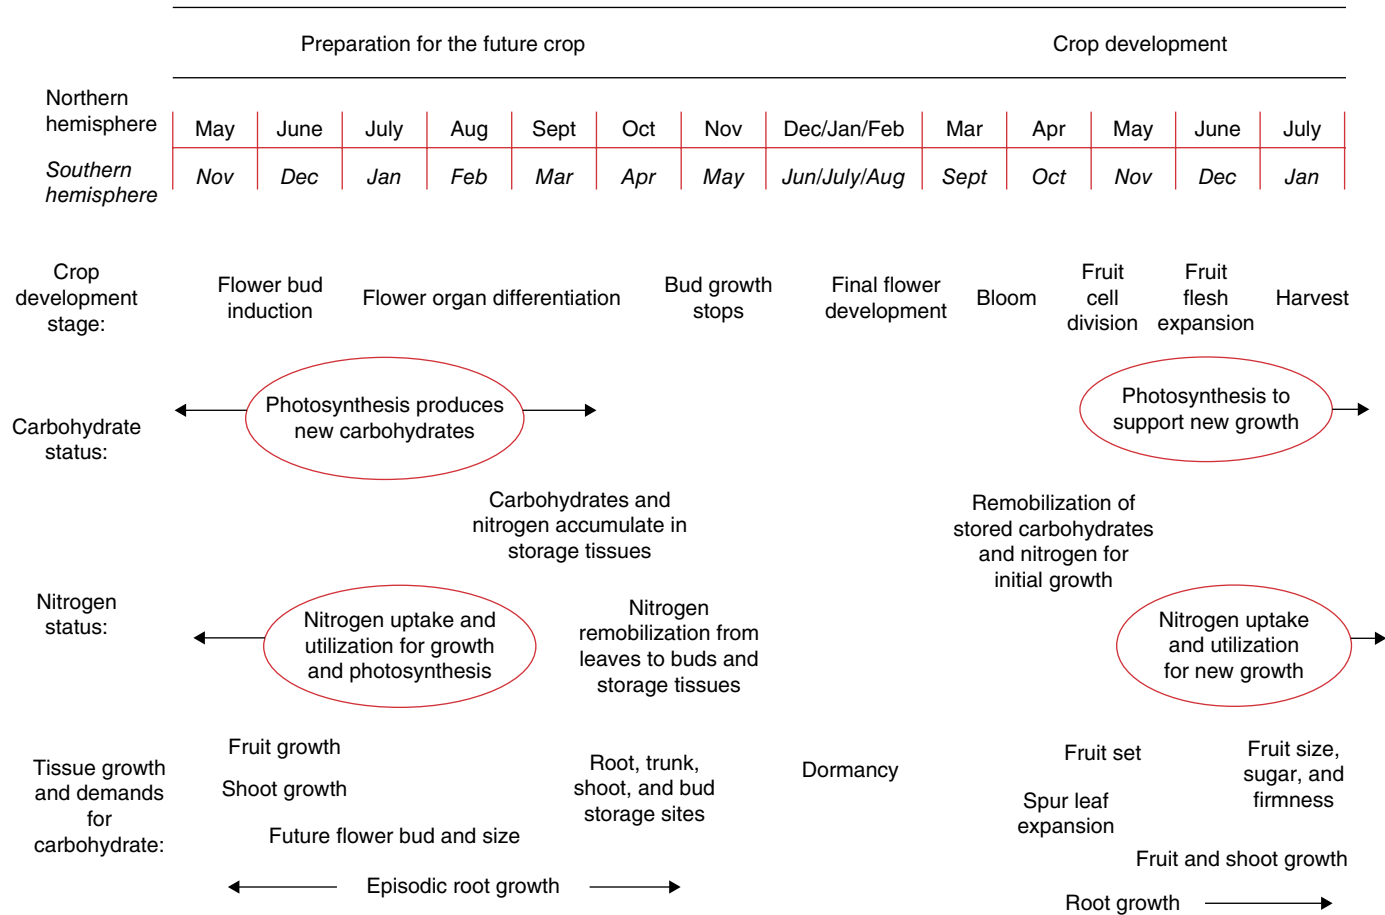 Preparation for the future crop
Crop development
Northern
hemisphere
May June July Aug Sept Oct Nov Dec/Jan/Feb Mar Apr May June July
Southern
hemisphere
Nov Dec Jan Feb Mar Apr May Jun/July/Aug Sept Oct Nov Dec Jan
Crop
development
stage:
Flower bud
induction
Flower organ differentiation
Bud growth
stops
Final flower
development
Bloom
Fruit
cell
division
Fruit
flesh
expansion
Harvest
Carbohydrate
status:
Photosynthesis produces
new carbohydrates
Photosynthesis to
support new growth
Carbohydrates and
nitrogen accumulate in
storage tissues
Remobilization of
stored carbohydrates
and nitrogen for
initial growth
Nitrogen
status:
Nitrogen uptake and
utilization for growth
and photosynthesis
Nitrogen
remobilization from
leaves to buds and
storage tissues
Nitrogen uptake
and utilization
for new growth
Tissue growth
and demands
for
carbohydrate:
Fruit growth
Shoot growth
Future flower bud and size
Episodic root growth
Root, trunk,
shoot, and bud
storage sites
Dormancy
Fruit set
Spur leaf
expansion
Fruit size,
sugar, and
firmness
Fruit and shoot growth
Root growth